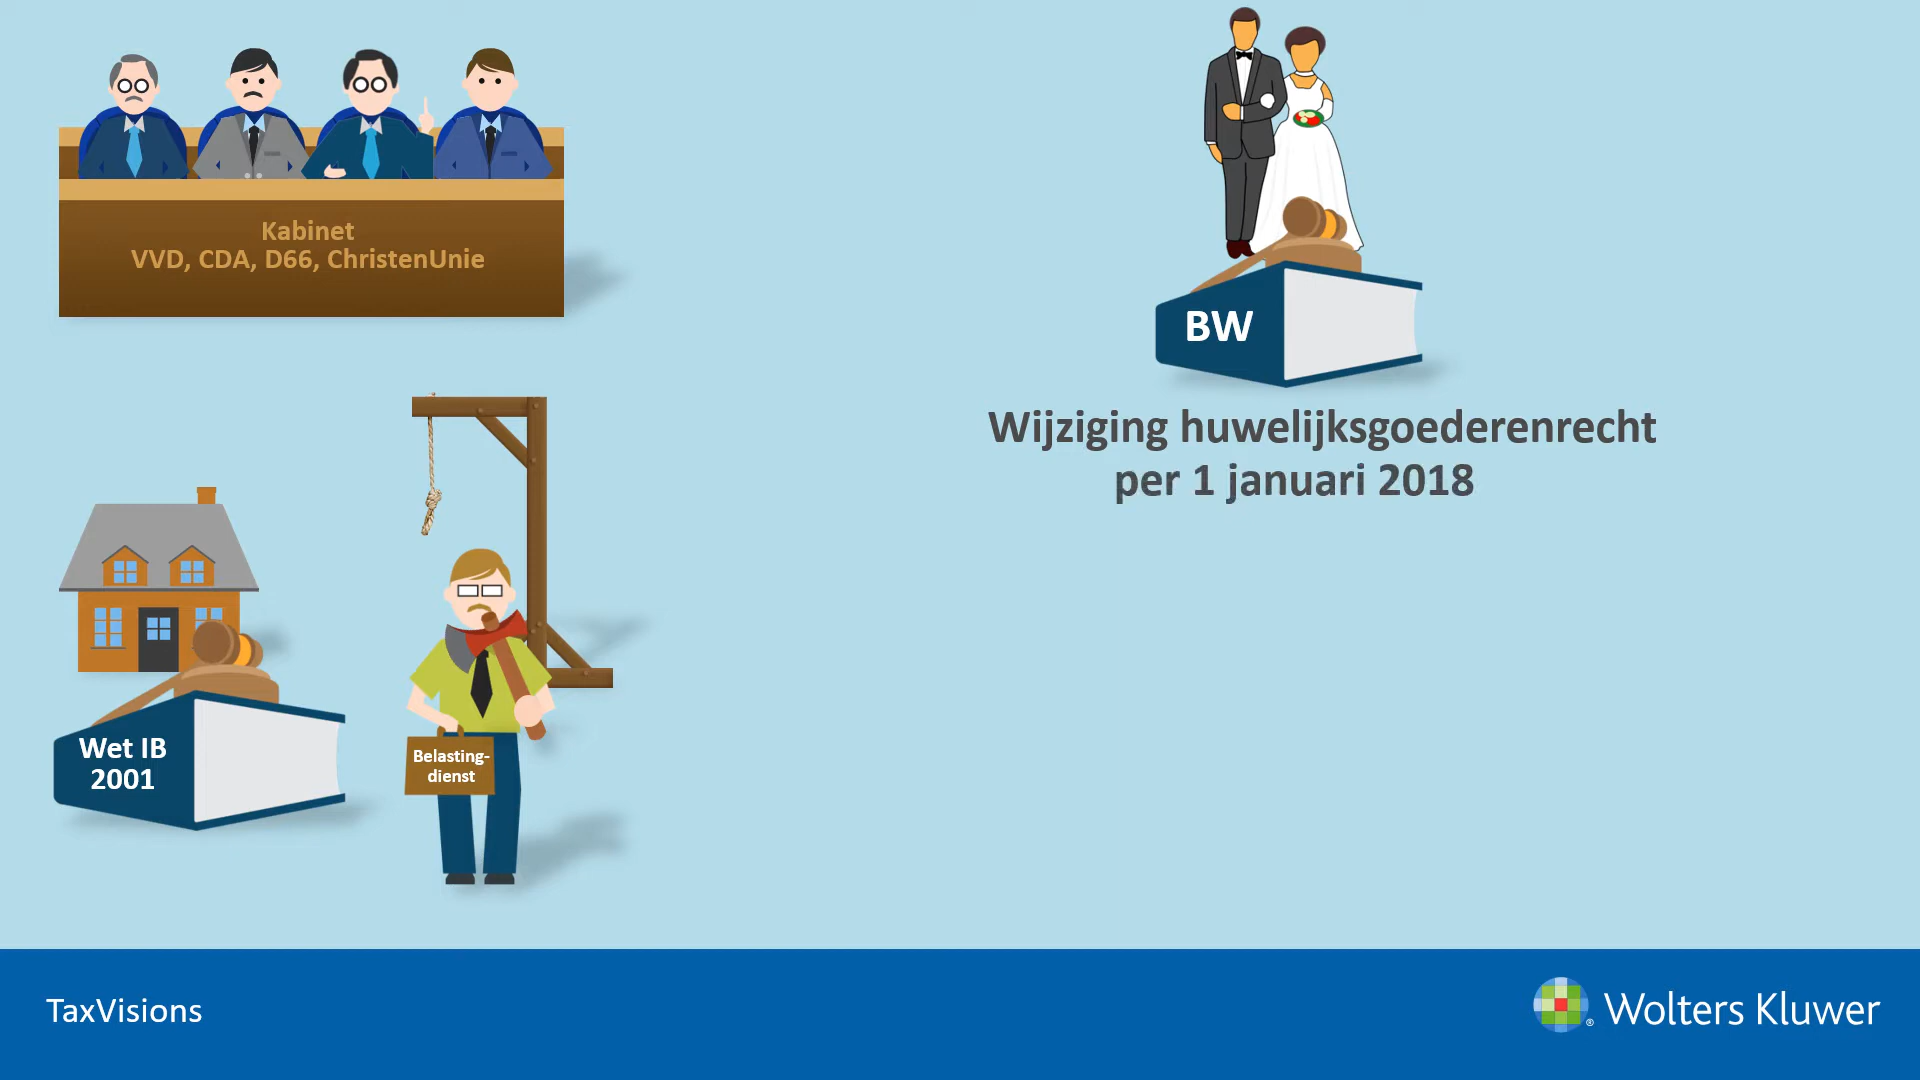 Kabinet
VVD, CDA, D66, ChristenUnie
BW
Wijziging huwelijksgoederenrecht
per 1 januari 2018
Wet IB
2001
Belasting-
dienst
TaxVisions
Wolters Kluwer